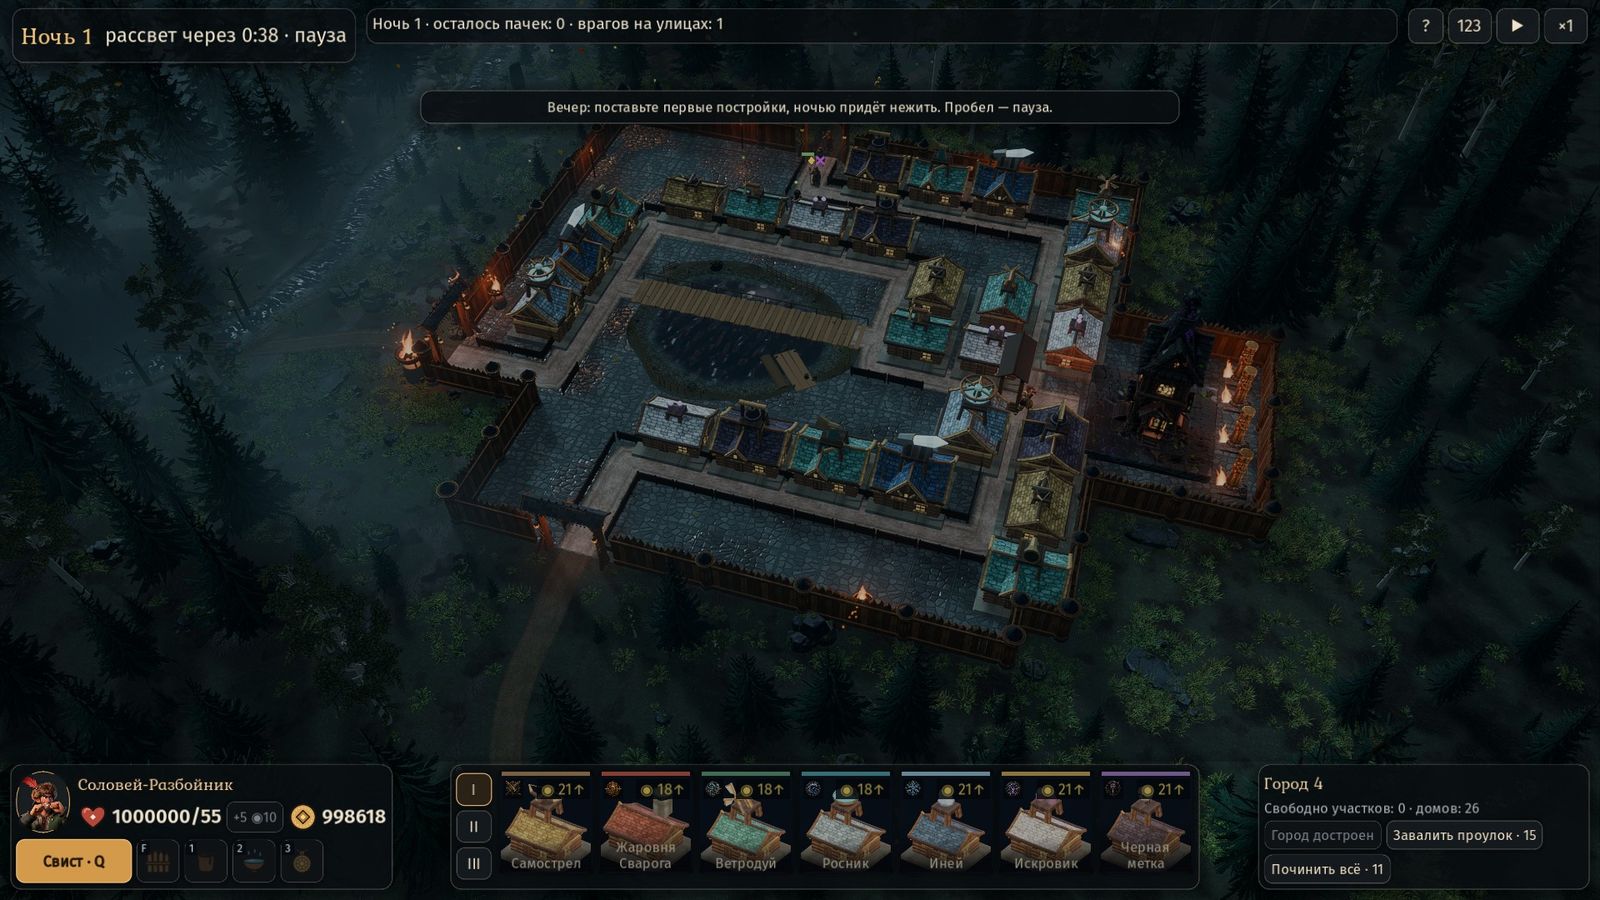 Ночь 1 рассвет через 0:38 · пауза
Ночь 1 · осталось пачек: 0 · врагов на улицах: 1
? 123 ×1
Вечер: поставьте первые постройки, ночью придёт нежить. Пробел — пауза.
Соловей-Разбойник
1000000/55 +5 10 998618
Свист · Q F 1 2 3
I
II
III
21↑ 18↑ 18↑ 18↑ 21↑ 21↑ 21↑
Самострел
Жаровня Сварога
Ветродуй
Росник
Иней
Искровик
Черная метка
Город 4
Свободно участков: 0 · домов: 26
Город достроен Завалить проулок · 15
Починить всё · 11